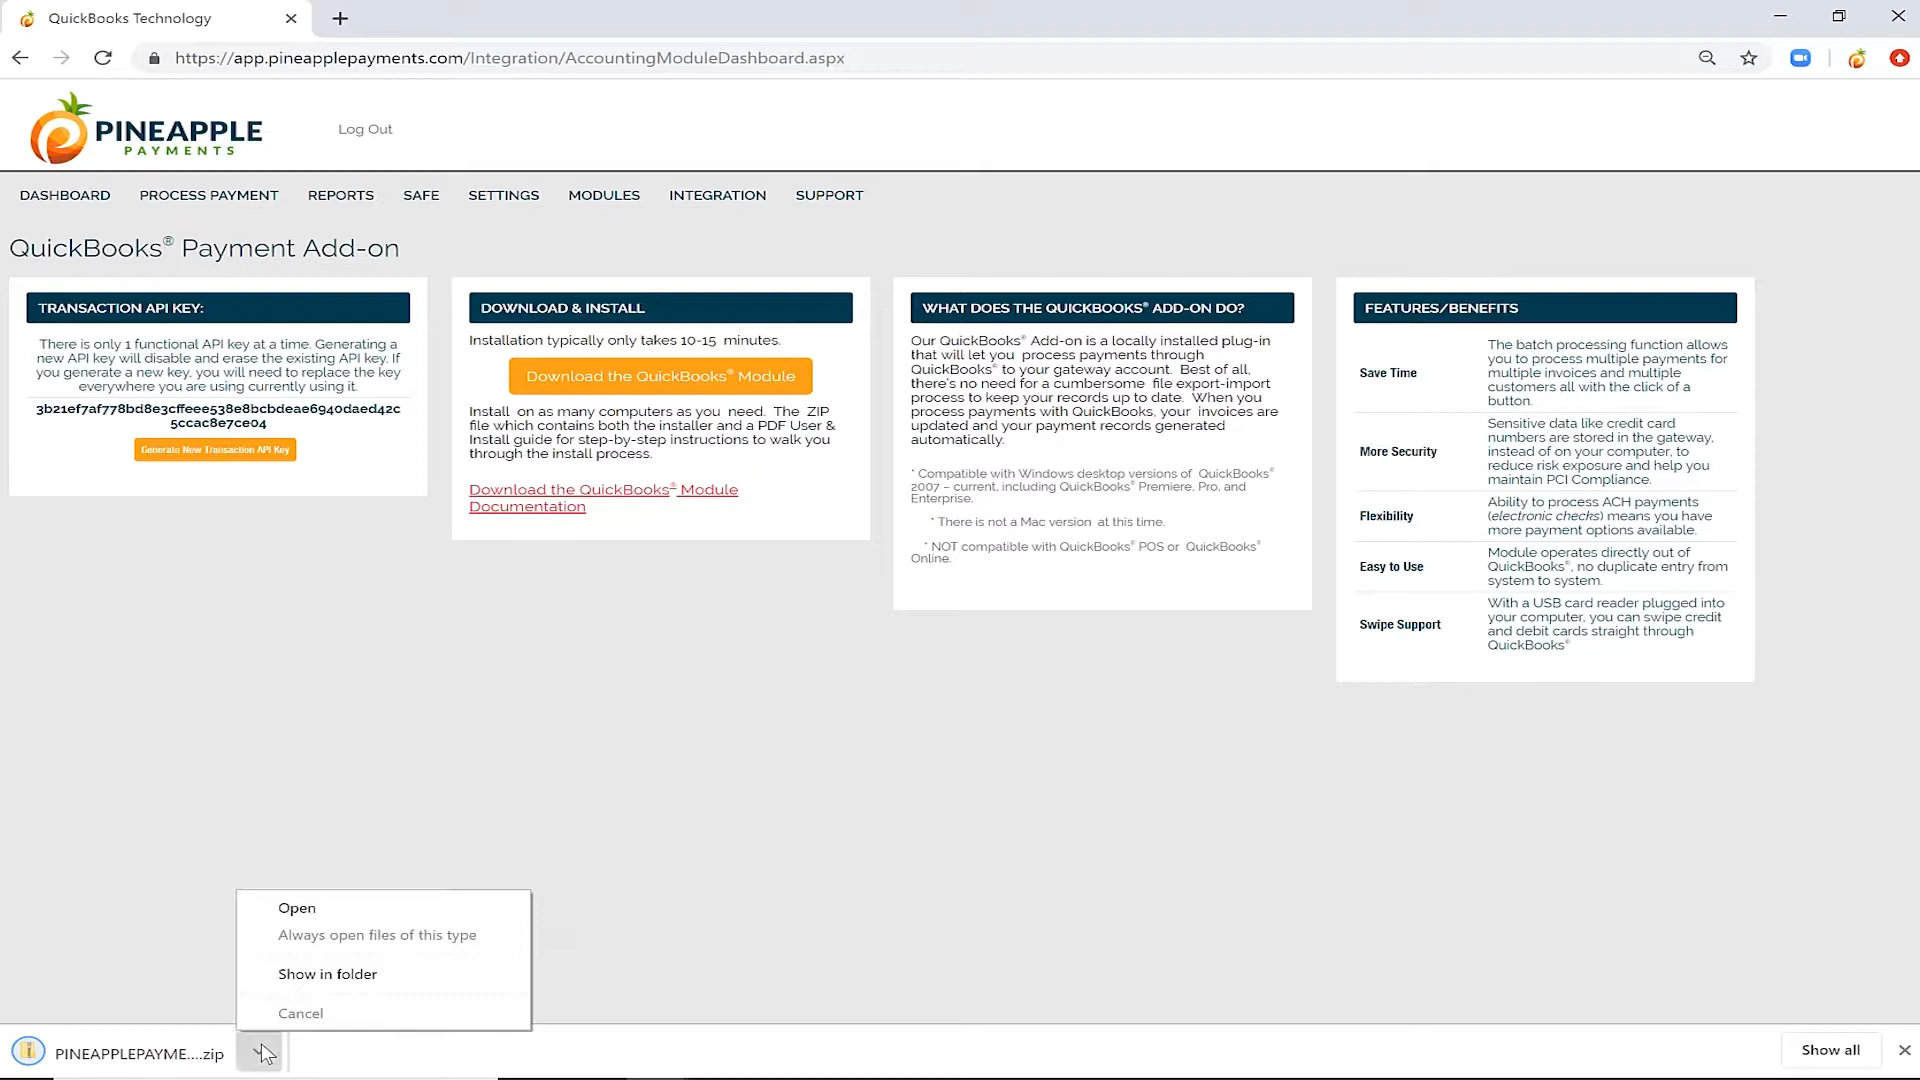 QuickBooks Technology
https://app.pineapplepayments.com/Integration/AccountingModuleDashboard.aspx
PINEAPPLE
PAYMENTS
Log Out
DASHBOARD PROCESS PAYMENT REPORTS SAFE SETTINGS MODULES INTEGRATION SUPPORT
QuickBooks® Payment Add-on
TRANSACTION API KEY:
There is only 1 functional API key at a time. Generating a
new API key will disable and erase the existing API key. If
you generate a new key, you will need to replace the key
everywhere you are using currently using it.
3b21ef7af778bd8e3cffeee538e8bcbdeae6940daed42c
5ccac8e7ce04
Generate New Transaction API Key
DOWNLOAD & INSTALL
Installation typically only takes 10-15 minutes.
Download the QuickBooks® Module
Install on as many computers as you need. The ZIP
file which contains both the installer and a PDF User &
Install guide for step-by-step instructions to walk you
through the install process.
Download the QuickBooks® Module
Documentation
WHAT DOES THE QUICKBOOKS® ADD-ON DO?
Our QuickBooks® Add-on is a locally installed plug-in
that will let you process payments through
QuickBooks® to your gateway account. Best of all,
there's no need for a cumbersome file export-import
process to keep your records up to date. When you
process payments with QuickBooks, your invoices are
updated and your payment records generated
automatically.
* Compatible with Windows desktop versions of QuickBooks®
2007 – current, including QuickBooks® Premiere, Pro, and
Enterprise.
* There is not a Mac version at this time.
* NOT compatible with QuickBooks® POS or QuickBooks®
Online.
FEATURES/BENEFITS
Save Time
The batch processing function allows
you to process multiple payments for
multiple invoices and multiple
customers all with the click of a
button.
More Security
Sensitive data like credit card
numbers are stored in the gateway,
instead of on your computer, to
reduce risk exposure and help you
maintain PCI Compliance.
Flexibility
Ability to process ACH payments
(electronic checks) means you have
more payment options available.
Easy to Use
Module operates directly out of
QuickBooks®, no duplicate entry from
system to system.
Swipe Support
With a USB card reader plugged into
your computer, you can swipe credit
and debit cards straight through
QuickBooks®
Open
Always open files of this type
Show in folder
Cancel
PINEAPPLEPAYME....zip
Show all